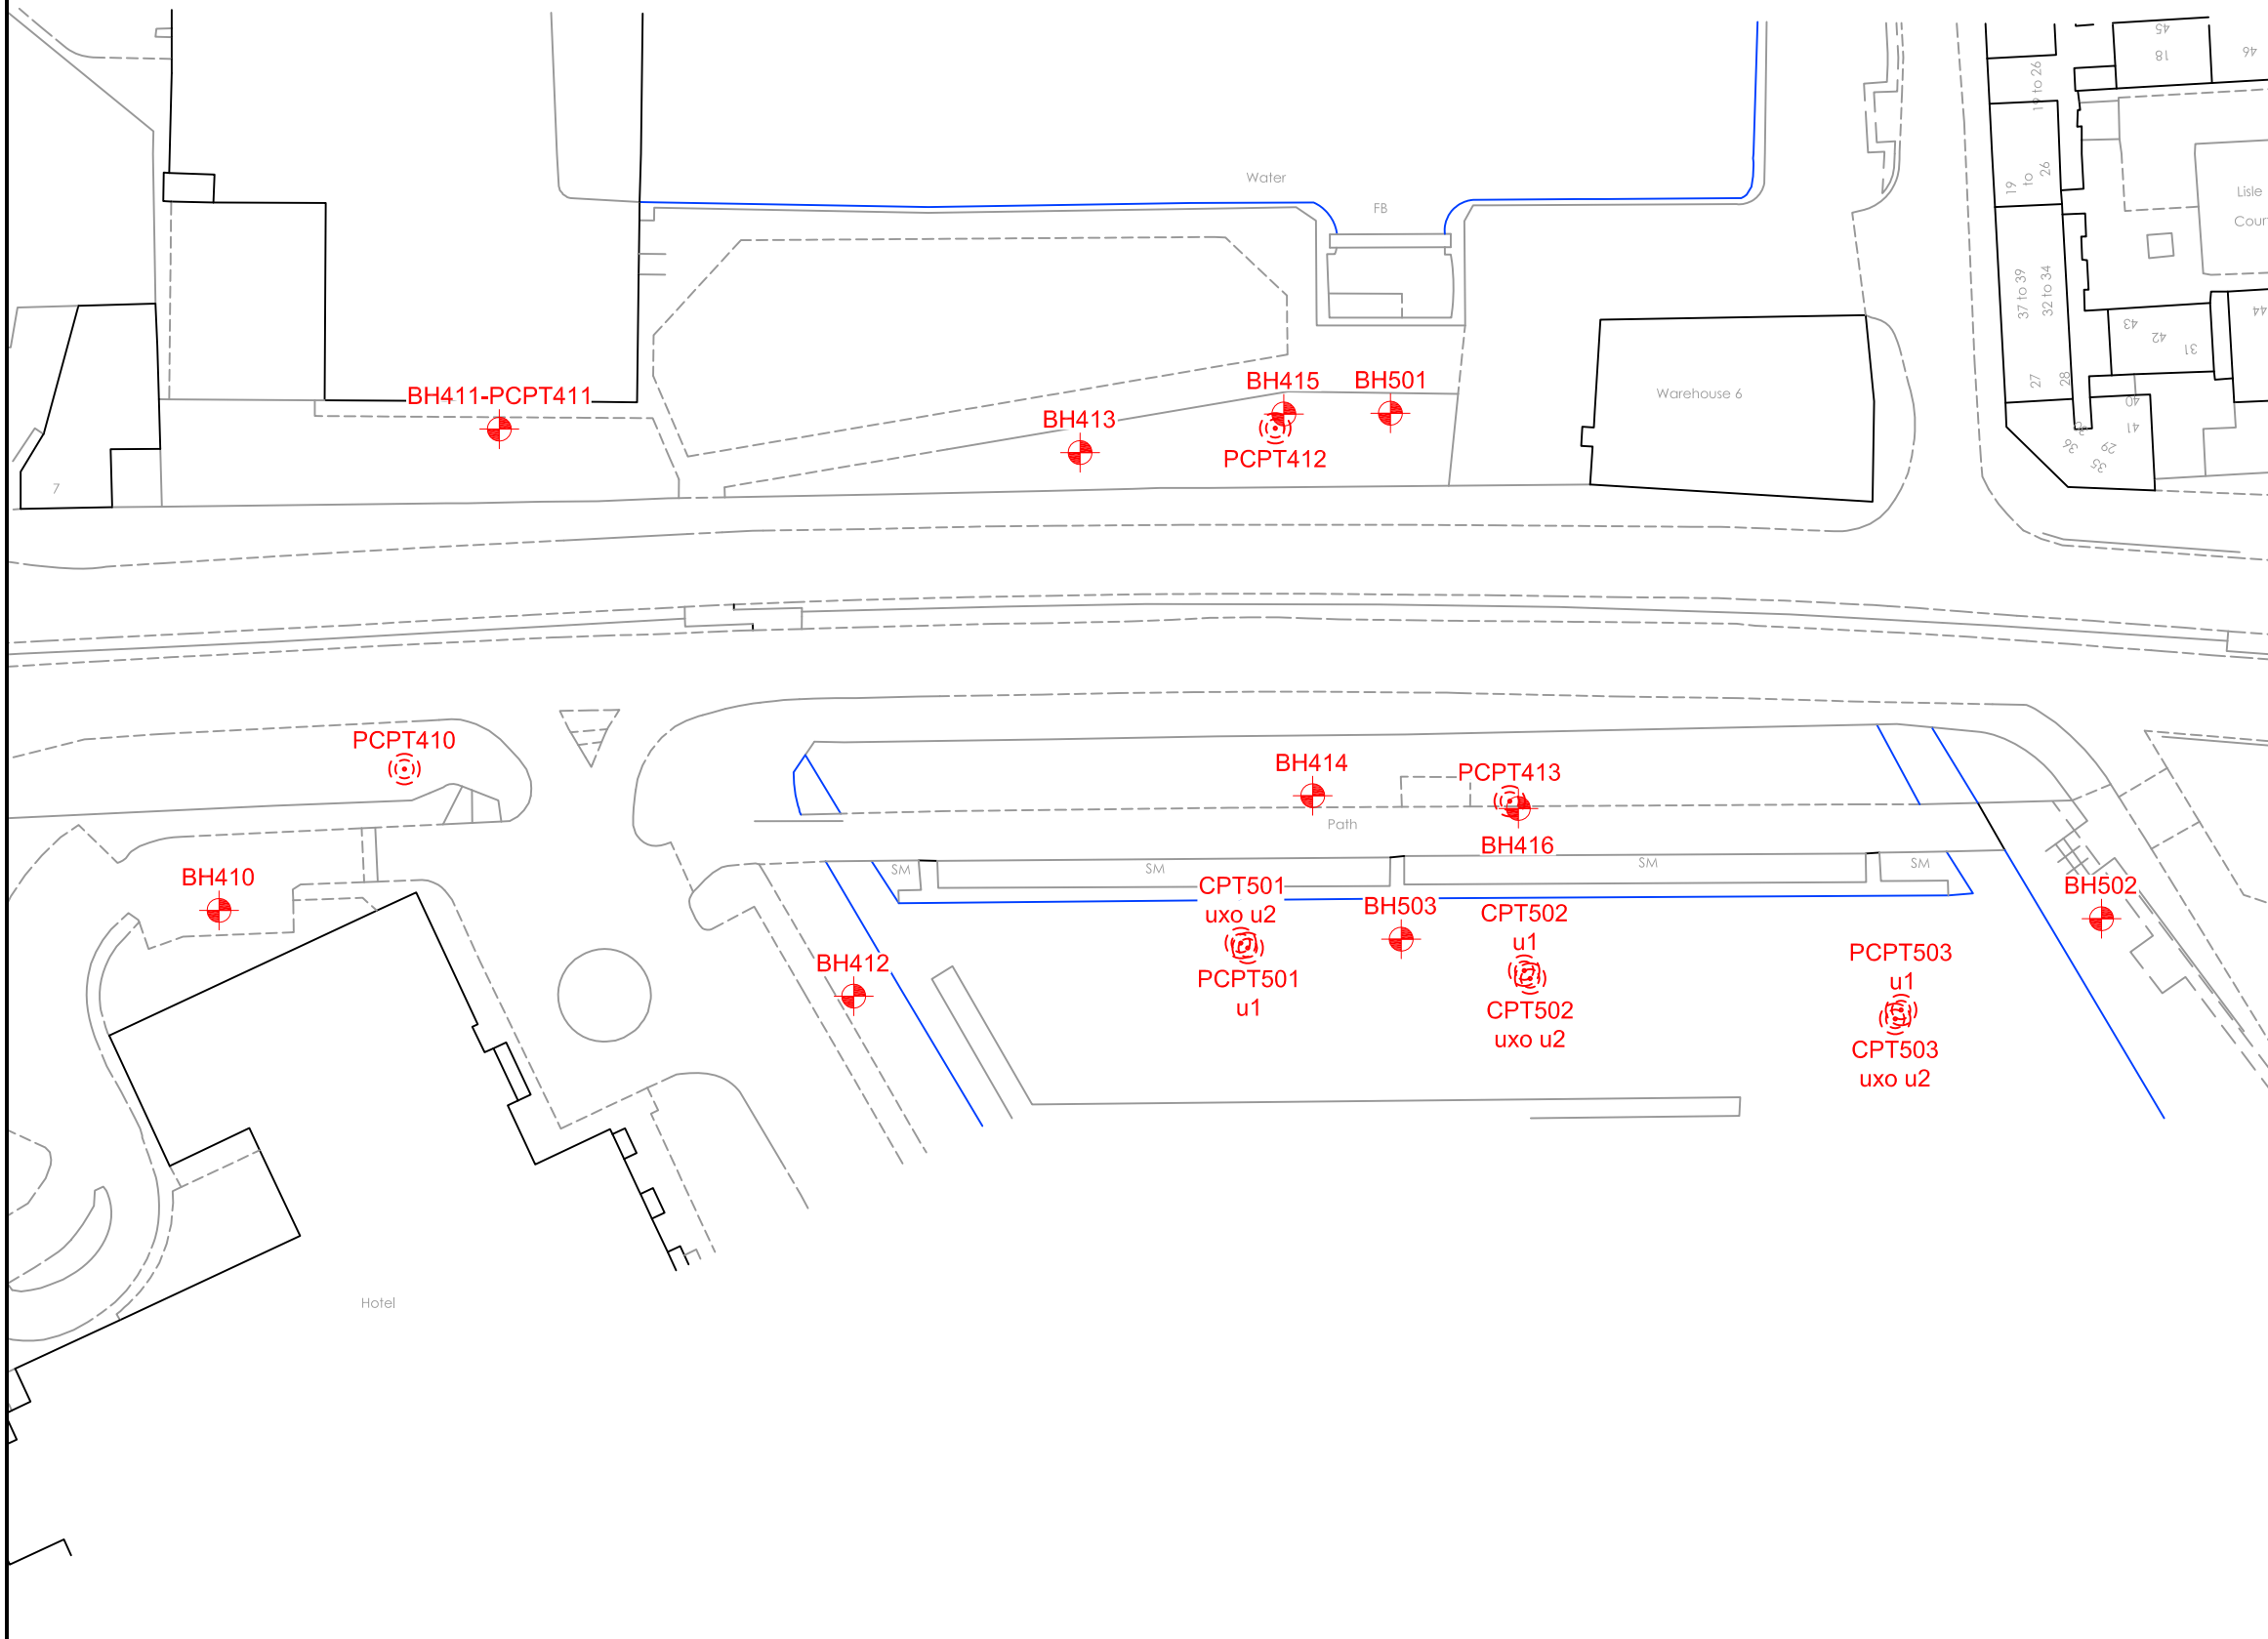 45
18
46
19 to 26
Water
FB
19
to
26
Lisle
Cour
37 to 39
32 to 34
44
43
42
31
27
28
40
41
36
29
35
BH411-PCPT411
BH413
BH415
BH501
PCPT412
Warehouse 6
7
PCPT410
BH414
PCPT413
Path
BH416
SM
SM
SM
SM
BH410
CPT501
uxo u2
BH503
CPT502
u1
BH502
BH412
PCPT501
u1
CPT502
uxo u2
PCPT503
u1
CPT503
uxo u2
Hotel